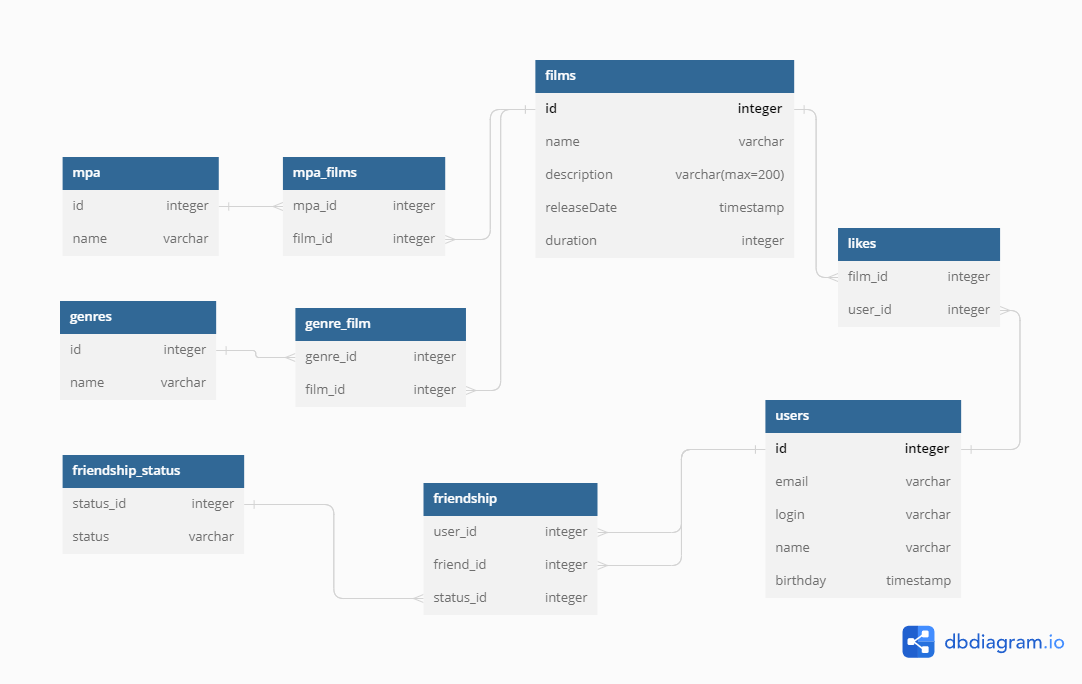 films
id integer
name varchar
description varchar(max=200)
releaseDate timestamp
duration integer
mpa
id integer
name varchar
mpa_films
mpa_id integer
film_id integer
likes
film_id integer
user_id integer
genres
id integer
name varchar
genre_film
genre_id integer
film_id integer
users
id integer
email varchar
login varchar
name varchar
birthday timestamp
friendship_status
status_id integer
status varchar
friendship
user_id integer
friend_id integer
status_id integer
dbdiagram.io